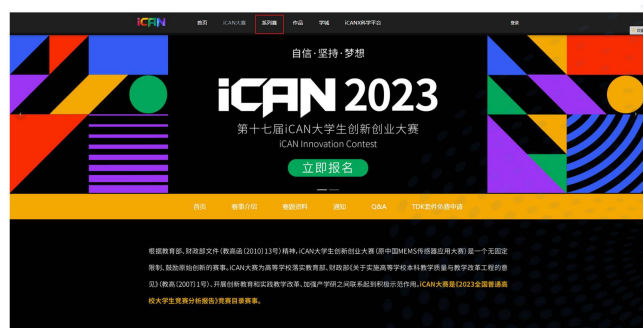 iCAN 首页 iCAN大赛 系列赛 作品 学城 iCANX科学平台 登录
自信·坚持·梦想
iCAN 2023
第十七届iCAN大学生创新创业大赛
iCAN Innovation Contest
立即报名
首页 赛事介绍 赛题资料 通知 Q&A TDK套件免费申请
根据教育部、财政部文件(教高函(2010)13号)精神,iCAN大学生创新创业大赛(原中国MEMS传感器应用大赛)是一个无固定
限制、鼓励原始创新的赛事。iCAN大赛为高等学校落实教育部、财政部《关于实施高等学校本科教学质量与教学改革工程的意
见》(教高(2007)1号)、开展创新教育和实践教学改革、加强产学研之间联系起到积极示范作用。iCAN大赛是《2023全国普通高
校大学生竞赛分析报告》竞赛目录赛事。